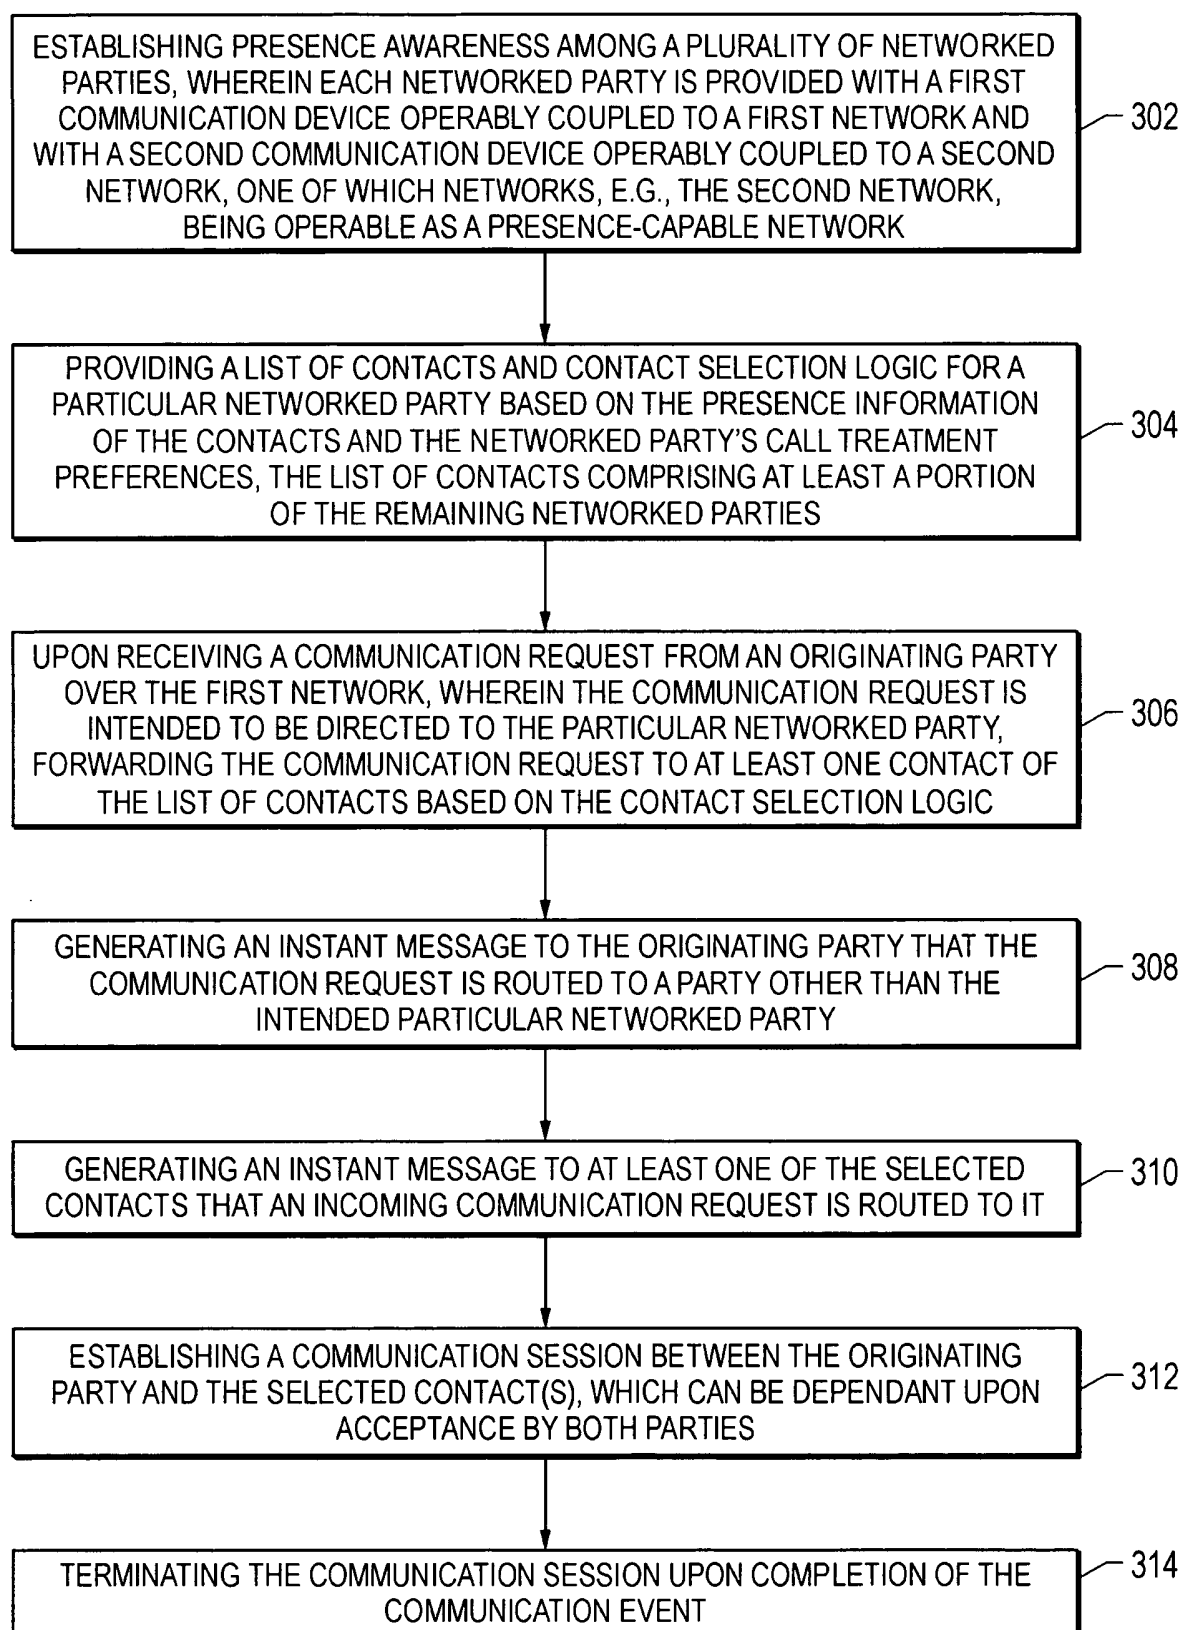 ESTABLISHING PRESENCE AWARENESS AMONG A PLURALITY OF NETWORKED
PARTIES, WHEREIN EACH NETWORKED PARTY IS PROVIDED WITH A FIRST
COMMUNICATION DEVICE OPERABLY COUPLED TO A FIRST NETWORK AND
WITH A SECOND COMMUNICATION DEVICE OPERABLY COUPLED TO A SECOND
NETWORK, ONE OF WHICH NETWORKS, E.G., THE SECOND NETWORK,
BEING OPERABLE AS A PRESENCE-CAPABLE NETWORK
302
PROVIDING A LIST OF CONTACTS AND CONTACT SELECTION LOGIC FOR A
PARTICULAR NETWORKED PARTY BASED ON THE PRESENCE INFORMATION
OF THE CONTACTS AND THE NETWORKED PARTY'S CALL TREATMENT
PREFERENCES, THE LIST OF CONTACTS COMPRISING AT LEAST A PORTION
OF THE REMAINING NETWORKED PARTIES
304
UPON RECEIVING A COMMUNICATION REQUEST FROM AN ORIGINATING PARTY
OVER THE FIRST NETWORK, WHEREIN THE COMMUNICATION REQUEST IS
INTENDED TO BE DIRECTED TO THE PARTICULAR NETWORKED PARTY,
FORWARDING THE COMMUNICATION REQUEST TO AT LEAST ONE CONTACT OF
THE LIST OF CONTACTS BASED ON THE CONTACT SELECTION LOGIC
306
GENERATING AN INSTANT MESSAGE TO THE ORIGINATING PARTY THAT THE
COMMUNICATION REQUEST IS ROUTED TO A PARTY OTHER THAN THE
INTENDED PARTICULAR NETWORKED PARTY
308
GENERATING AN INSTANT MESSAGE TO AT LEAST ONE OF THE SELECTED
CONTACTS THAT AN INCOMING COMMUNICATION REQUEST IS ROUTED TO IT
310
ESTABLISHING A COMMUNICATION SESSION BETWEEN THE ORIGINATING
PARTY AND THE SELECTED CONTACT(S), WHICH CAN BE DEPENDANT UPON
ACCEPTANCE BY BOTH PARTIES
312
TERMINATING THE COMMUNICATION SESSION UPON COMPLETION OF THE
COMMUNICATION EVENT
314